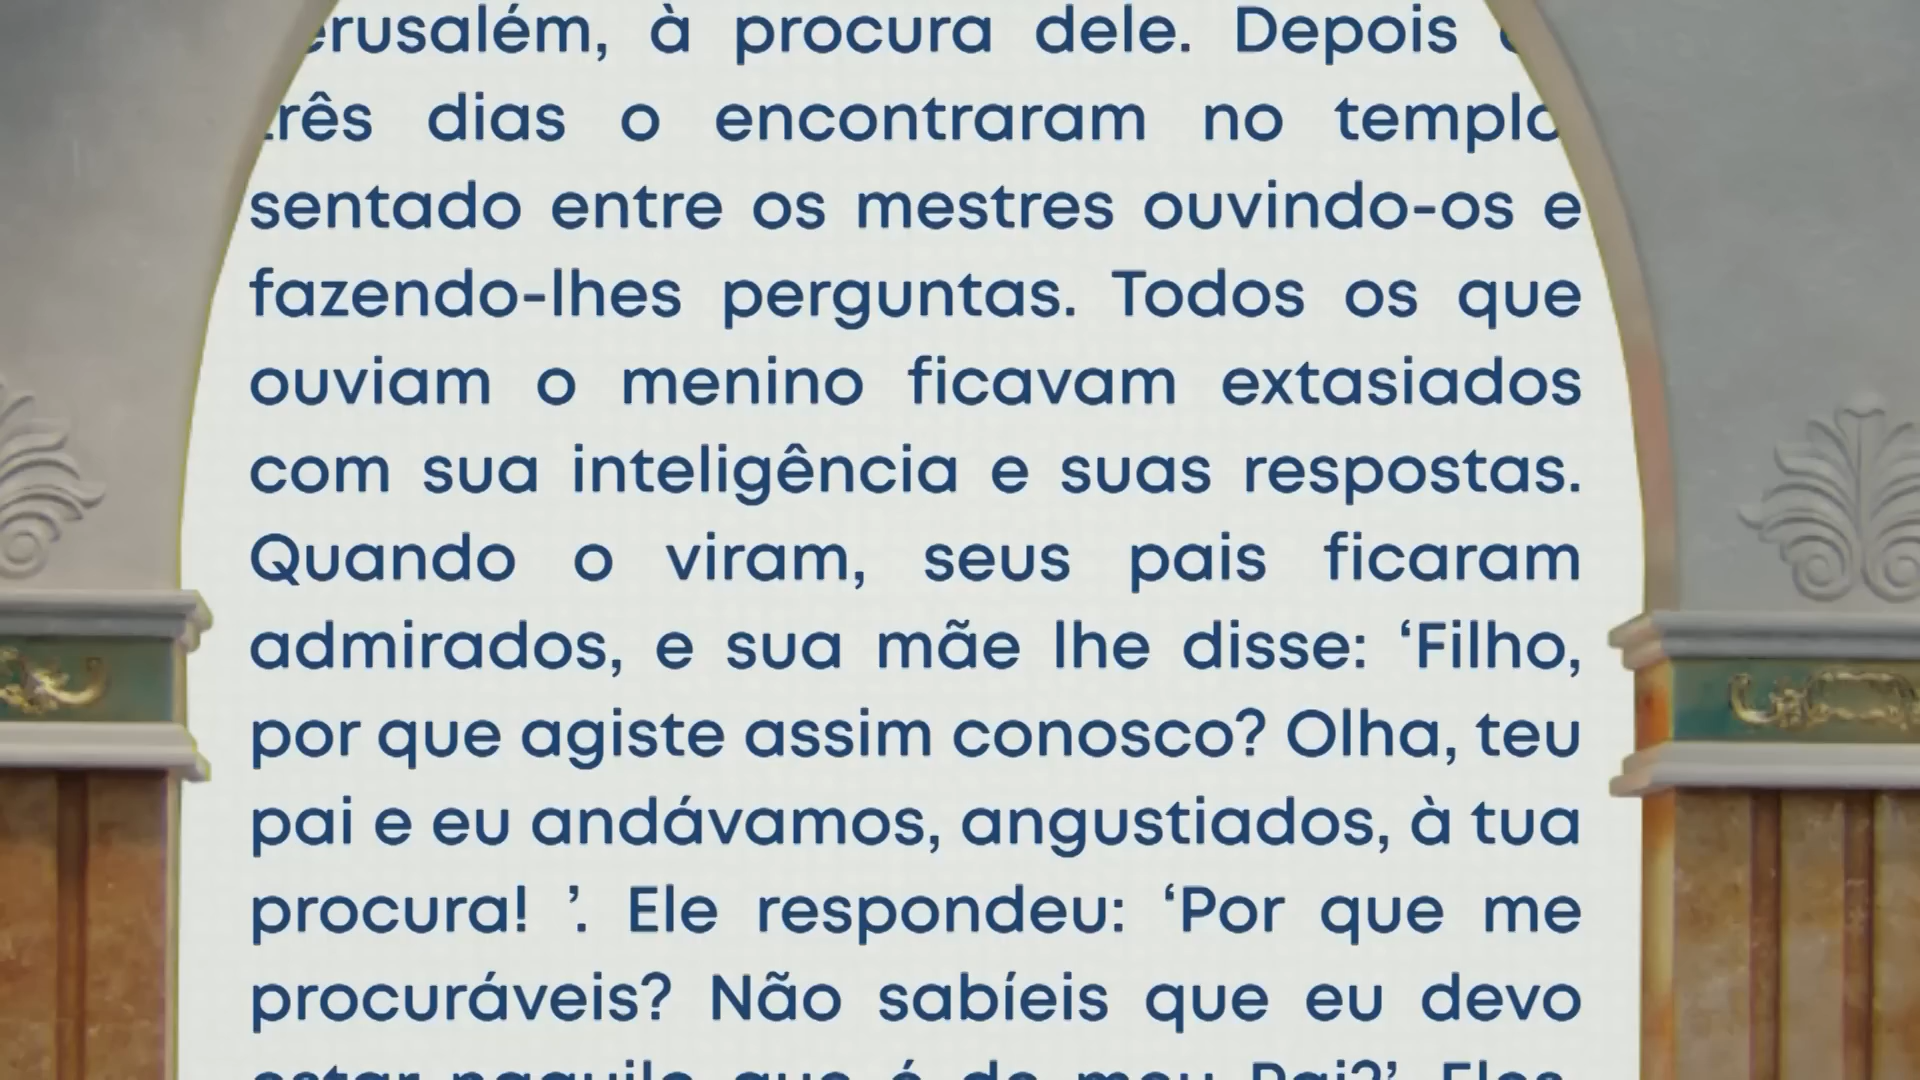 erusalém, à procura dele. Depois
três dias o encontraram no templo
sentado entre os mestres ouvindo-os e
fazendo-lhes perguntas. Todos os que
ouviam o menino ficavam extasiados
com sua inteligência e suas respostas.
Quando o viram, seus pais ficaram
admirados, e sua mãe lhe disse: ‘Filho,
por que agiste assim conosco? Olha, teu
pai e eu andávamos, angustiados, à tua
procura! ’. Ele respondeu: ‘Por que me
procuráveis? Não sabíeis que eu devo
estar naquilo que é de meu Pai?’ Eles,